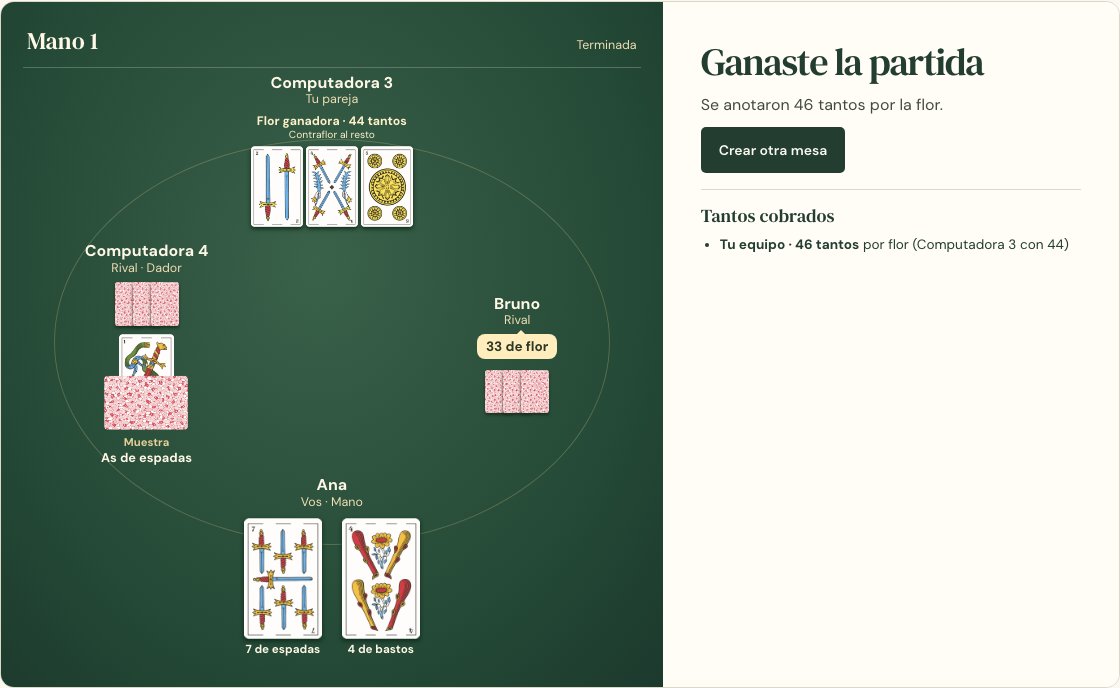 Mano 1
Terminada
Computadora 3
Tu pareja
Flor ganadora · 44 tantos
Contraflor al resto
Computadora 4
Rival · Dador
Muestra
As de espadas
Bruno
Rival
33 de flor
Ana
Vos · Mano
7 de espadas
4 de bastos
Ganaste la partida
Se anotaron 46 tantos por la flor.
Crear otra mesa
Tantos cobrados
• Tu equipo · 46 tantos por flor (Computadora 3 con 44)